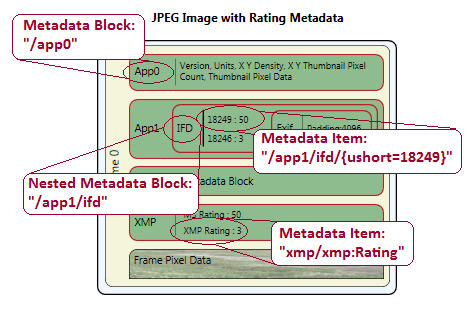 JPEG Image with Rating Metadata
Metadata Block:
"/app0"
App0
Version, Units, X Y Density, X Y Thumbnail Pixel
Count, Thumbnail Pixel Data
App1
IFD
18249 : 50
18246 : 3
Exif
Padding:4096
Metadata Item:
"/app1/ifd/{ushort=18249}"
Nested Metadata Block:
"/app1/ifd"
adata Block
XMP
MS Rating : 50
XMP Rating : 3
Metadata Item:
"xmp/xmp:Rating"
Frame Pixel Data
me 0